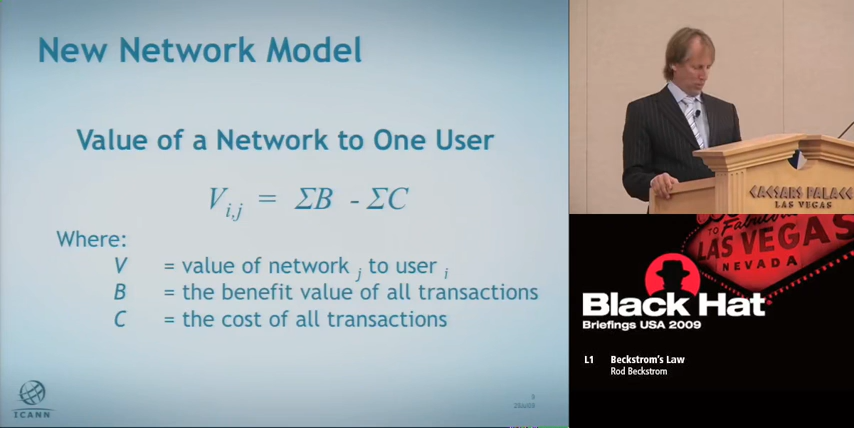 New Network Model
Value of a Network to One User
V i,j = ΣB - ΣC
Where:
V = value of network j to user i
B = the benefit value of all transactions
C = the cost of all transactions
ICANN
CAESARS PALACE
LAS VEGAS
TO Fabulous
LAS VEGAS
NEVADA
Black Hat
Briefings USA 2009
L1 Beckstrom's Law
Rod Beckstrom